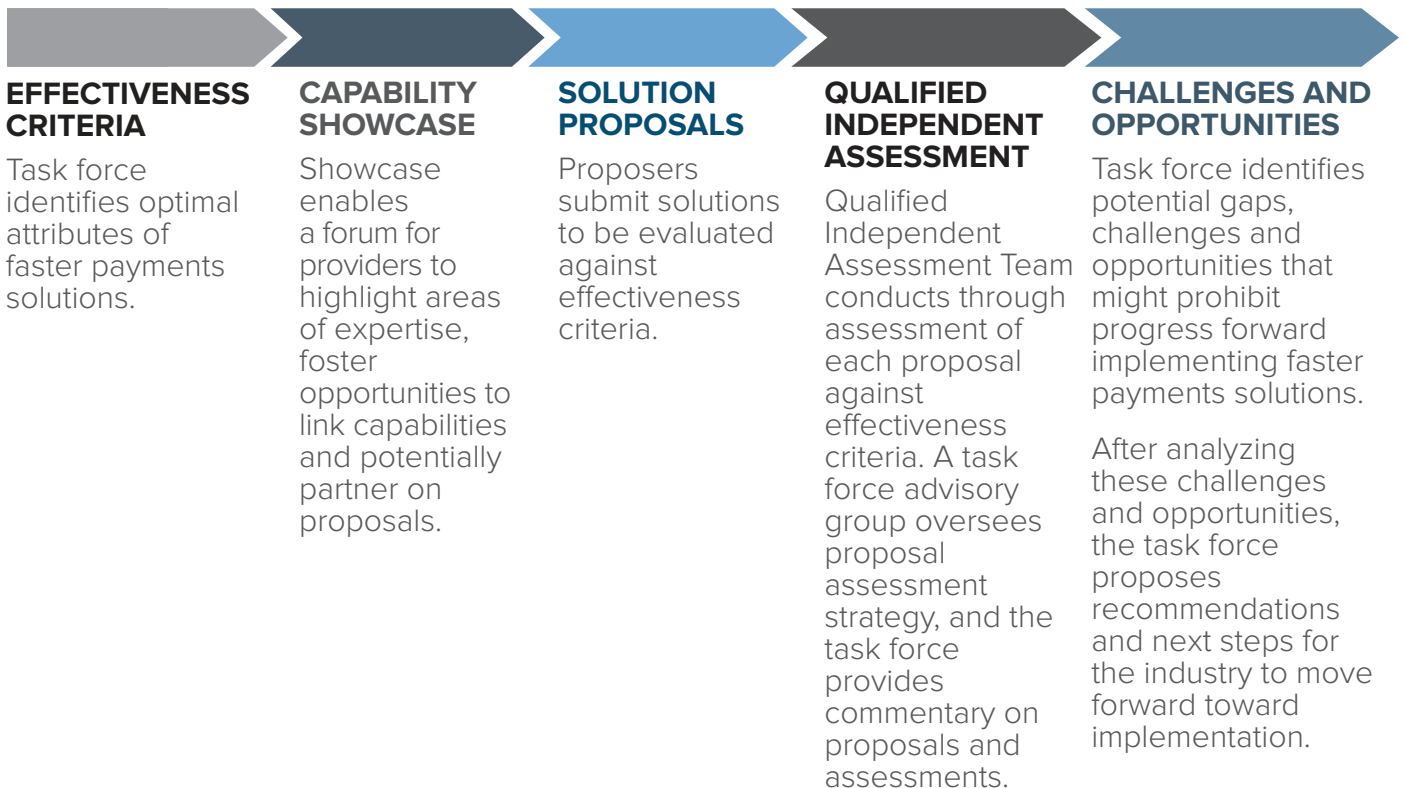 EFFECTIVENESS
CRITERIA
Task force
identifies optimal
attributes of
faster payments
solutions.
CAPABILITY
SHOWCASE
Showcase
enables
a forum for
providers to
highlight areas
of expertise,
foster
opportunities to
link capabilities
and potentially
partner on
proposals.
SOLUTION
PROPOSALS
Proposers
submit solutions
to be evaluated
against
effectiveness
criteria.
QUALIFIED
INDEPENDENT
ASSESSMENT
Qualified
Independent
Assessment Team
conducts through
assessment of
each proposal
against
effectiveness
criteria. A task
force advisory
group oversees
proposal
assessment
strategy, and the
task force
provides
commentary on
proposals and
assessments.
CHALLENGES AND
OPPORTUNITIES
Task force identifies
potential gaps,
challenges and
opportunities that
might prohibit
progress forward
implementing faster
payments solutions.
After analyzing
these challenges
and opportunities,
the task force
proposes
recommendations
and next steps for
the industry to move
forward toward
implementation.